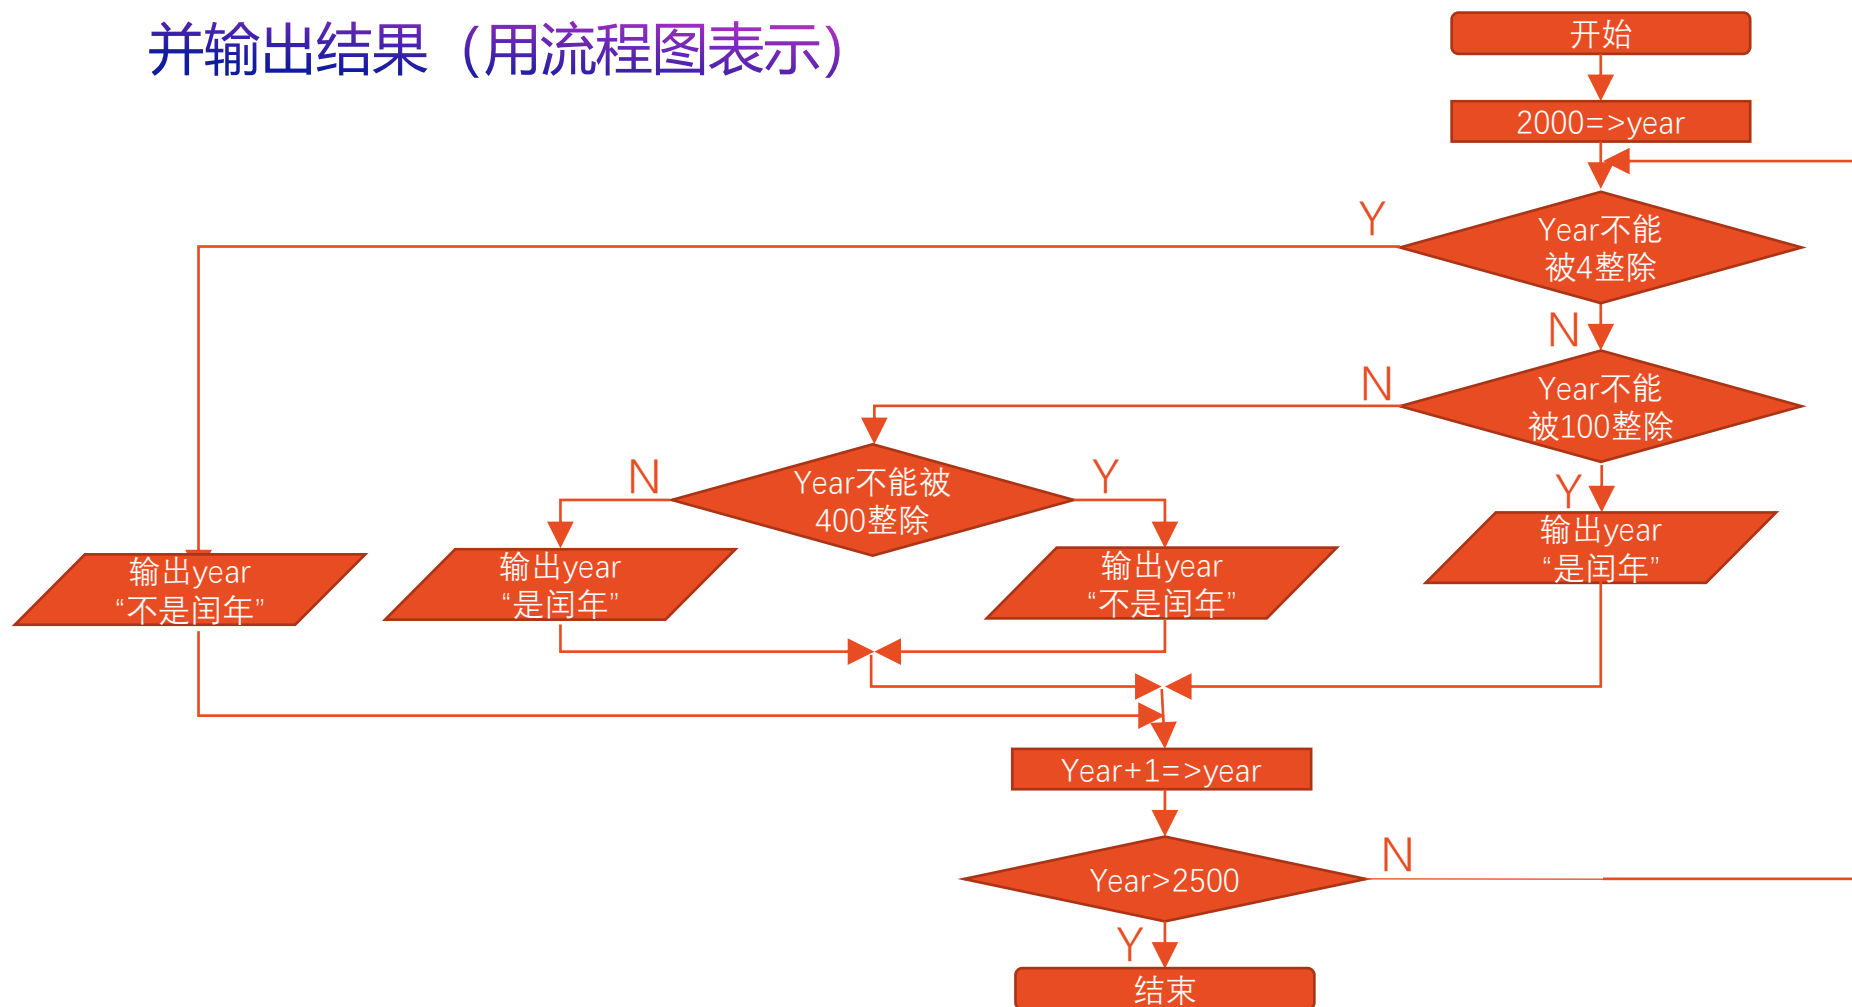 并输出结果（用流程图表示）
开始
2000=>year
Y
Year不能
被4整除
N
N
Year不能
被100整除
N
Year不能被
400整除
Y
Y
输出year
“不是闰年”
输出year
“是闰年”
输出year
“不是闰年”
输出year
“是闰年”
Year+1=>year
Year>2500
N
Y
结束